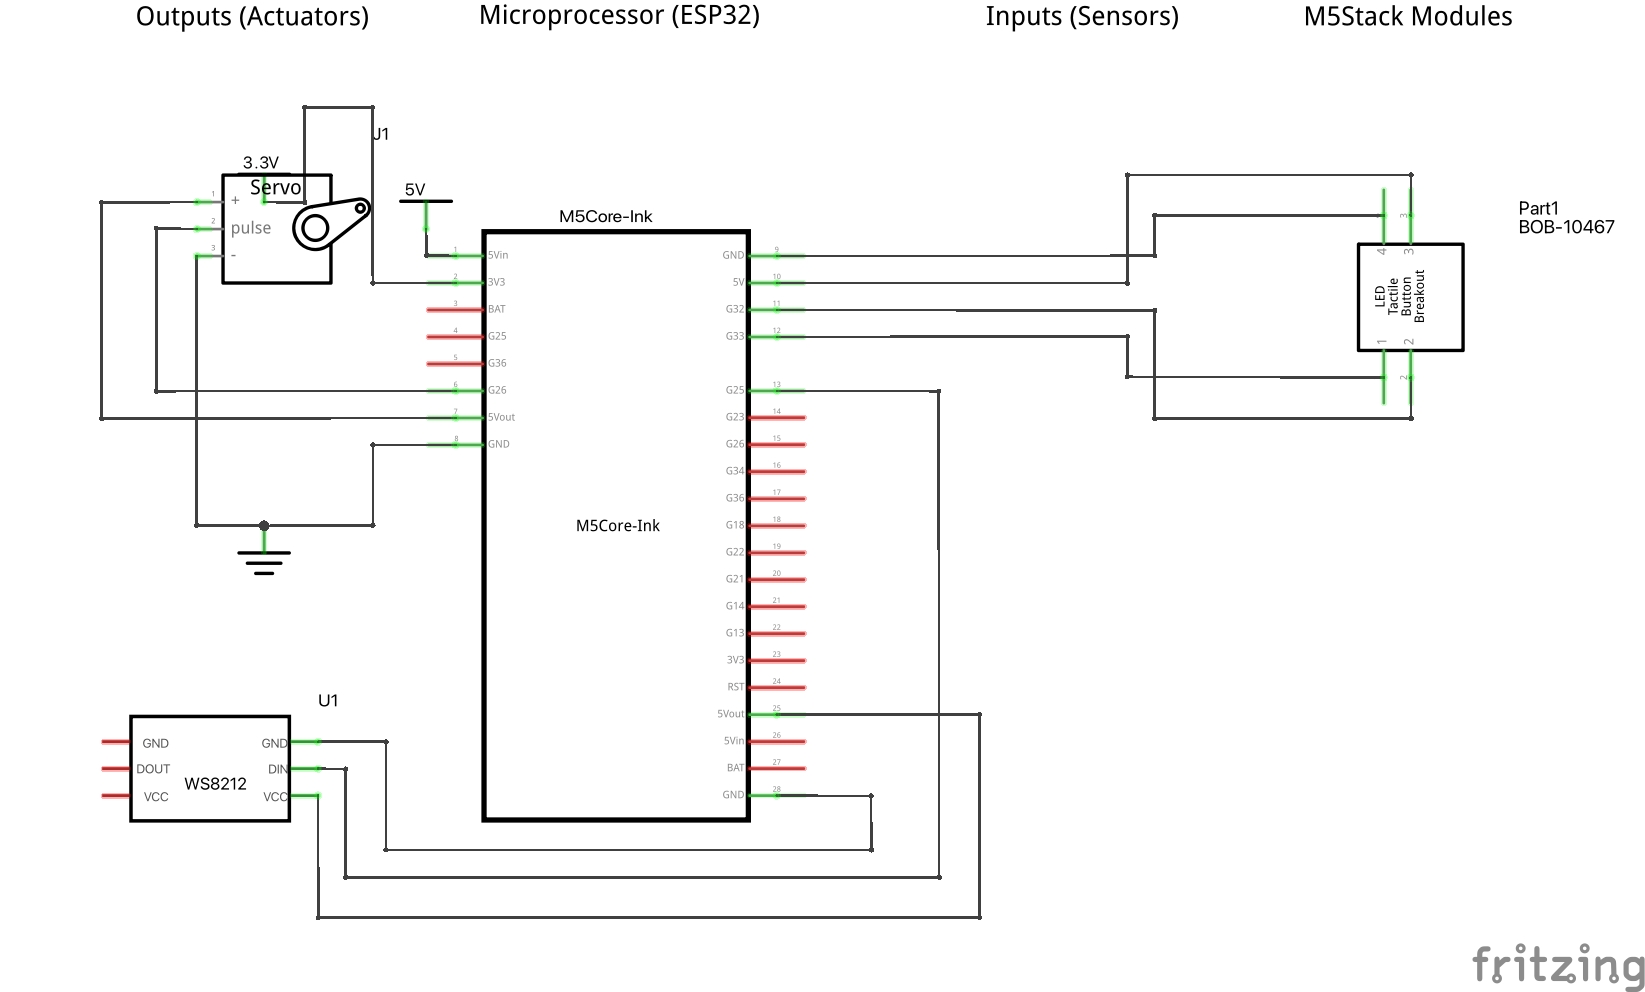 Outputs (Actuators)
Microprocessor (ESP32)
Inputs (Sensors)
M5Stack Modules
J1
3.3V
Servo
1
+
2
pulse
3
-
5V
M5Core-Ink
1
5Vin
2
3V3
3
BAT
4
G25
5
G36
6
G26
7
5Vout
8
GND
M5Core-Ink
GND
9
5V
10
G32
11
G33
12
G25
13
G23
14
G26
15
G34
16
G36
17
G18
18
G22
19
G21
20
G14
21
G13
22
3V3
23
RST
24
5Vout
25
5Vin
26
BAT
27
GND
28
Part1
BOB-10467
3
4
3
LED
Tactile
Button
Breakout
1
2
2
U1
GND
GND
DOUT
DIN
WS8212
VCC
VCC
fritzing